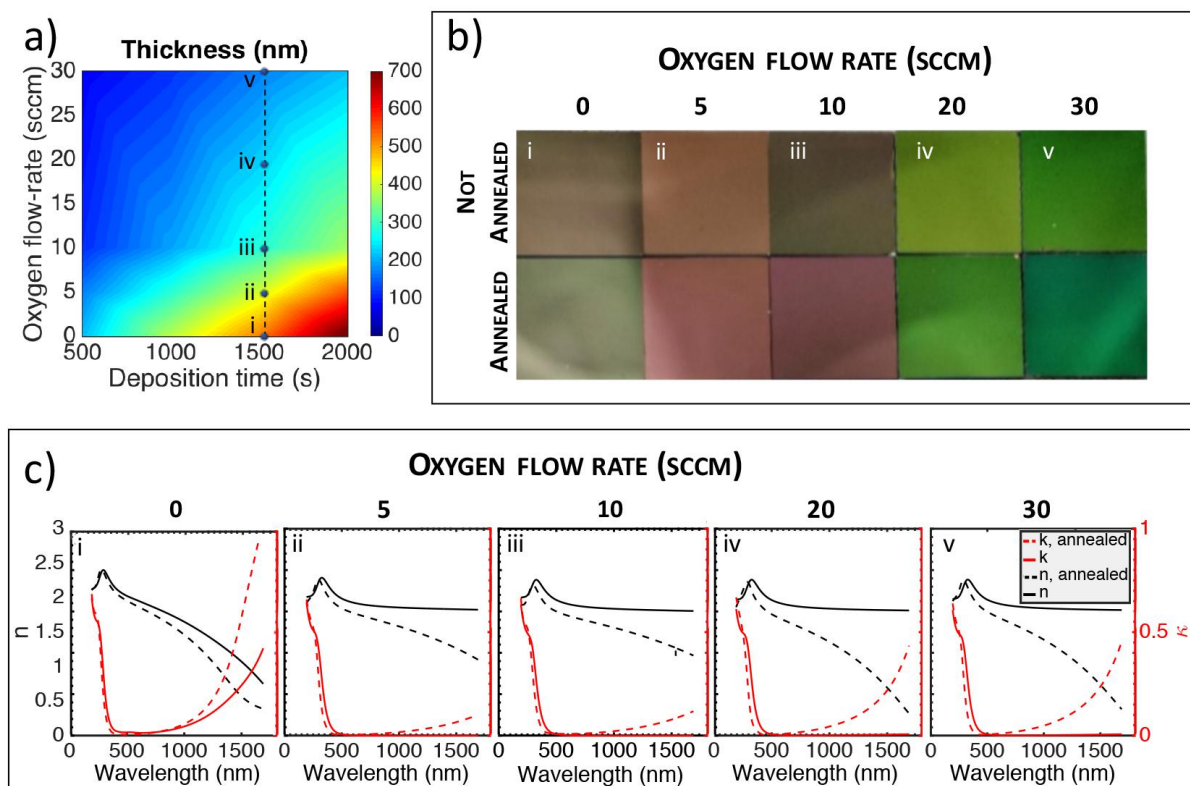 a)
Thickness (nm)
Oxygen flow-rate (sccm)
30
25
20
15
10
5
0
v
iv
iii
ii
i
500 1000 1500 2000
Deposition time (s)
700
600
500
400
300
200
100
0
b)
OXYGEN FLOW RATE (SCCM)
0 5 10 20 30
NOT
ANNEALED
i ii iii iv v
ANNEALED
c)
OXYGEN FLOW RATE (SCCM)
0 5 10 20 30
n
3
2.5
2
1.5
1
0.5
0
i ii iii iv v
k, annealed
k
n, annealed
n
1
0.5
0
κ
0 500 1000 1500 0 500 1000 1500 0 500 1000 1500 0 500 1000 1500 0 500 1000 1500
Wavelength (nm) Wavelength (nm) Wavelength (nm) Wavelength (nm) Wavelength (nm)